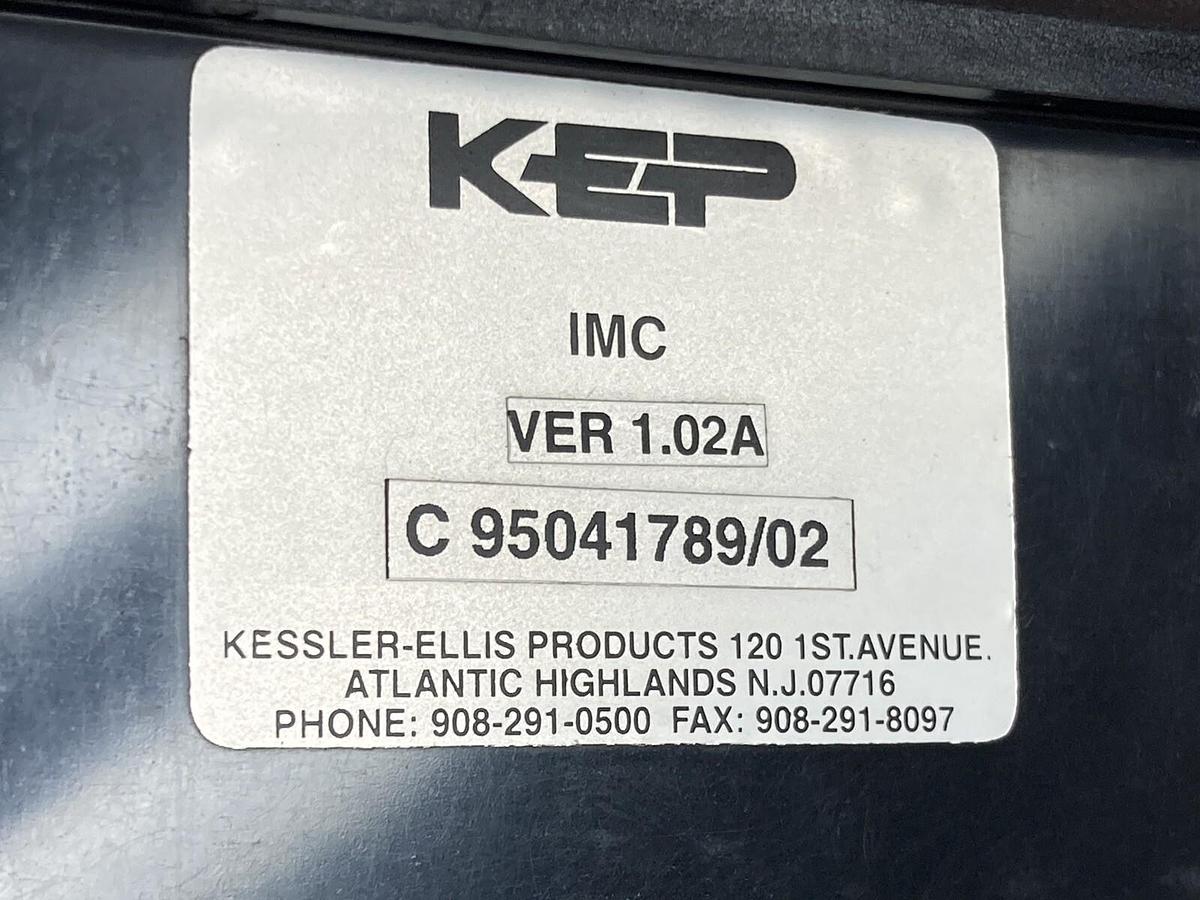 KEP
IMC
VER 1.02A
C 95041789/02
KESSLER-ELLIS PRODUCTS 120 1ST.AVENUE.
ATLANTIC HIGHLANDS N.J.07716
PHONE: 908-291-0500 FAX: 908-291-8097